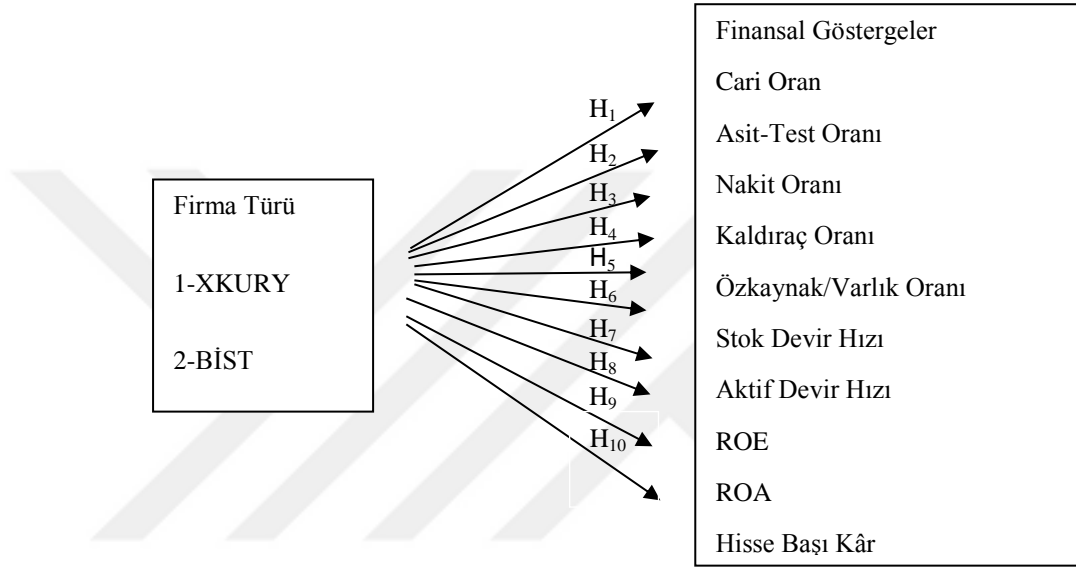 Firma Türü
1-XKURY
2-BİST
H₁
H₂
H₃
H₄
H₅
H₆
H₇
H₈
H₉
H₁₀
Finansal Göstergeler
Cari Oran
Asit-Test Oranı
Nakit Oranı
Kaldıraç Oranı
Özkaynak/Varlık Oranı
Stok Devir Hızı
Aktif Devir Hızı
ROE
ROA
Hisse Başı Kâr